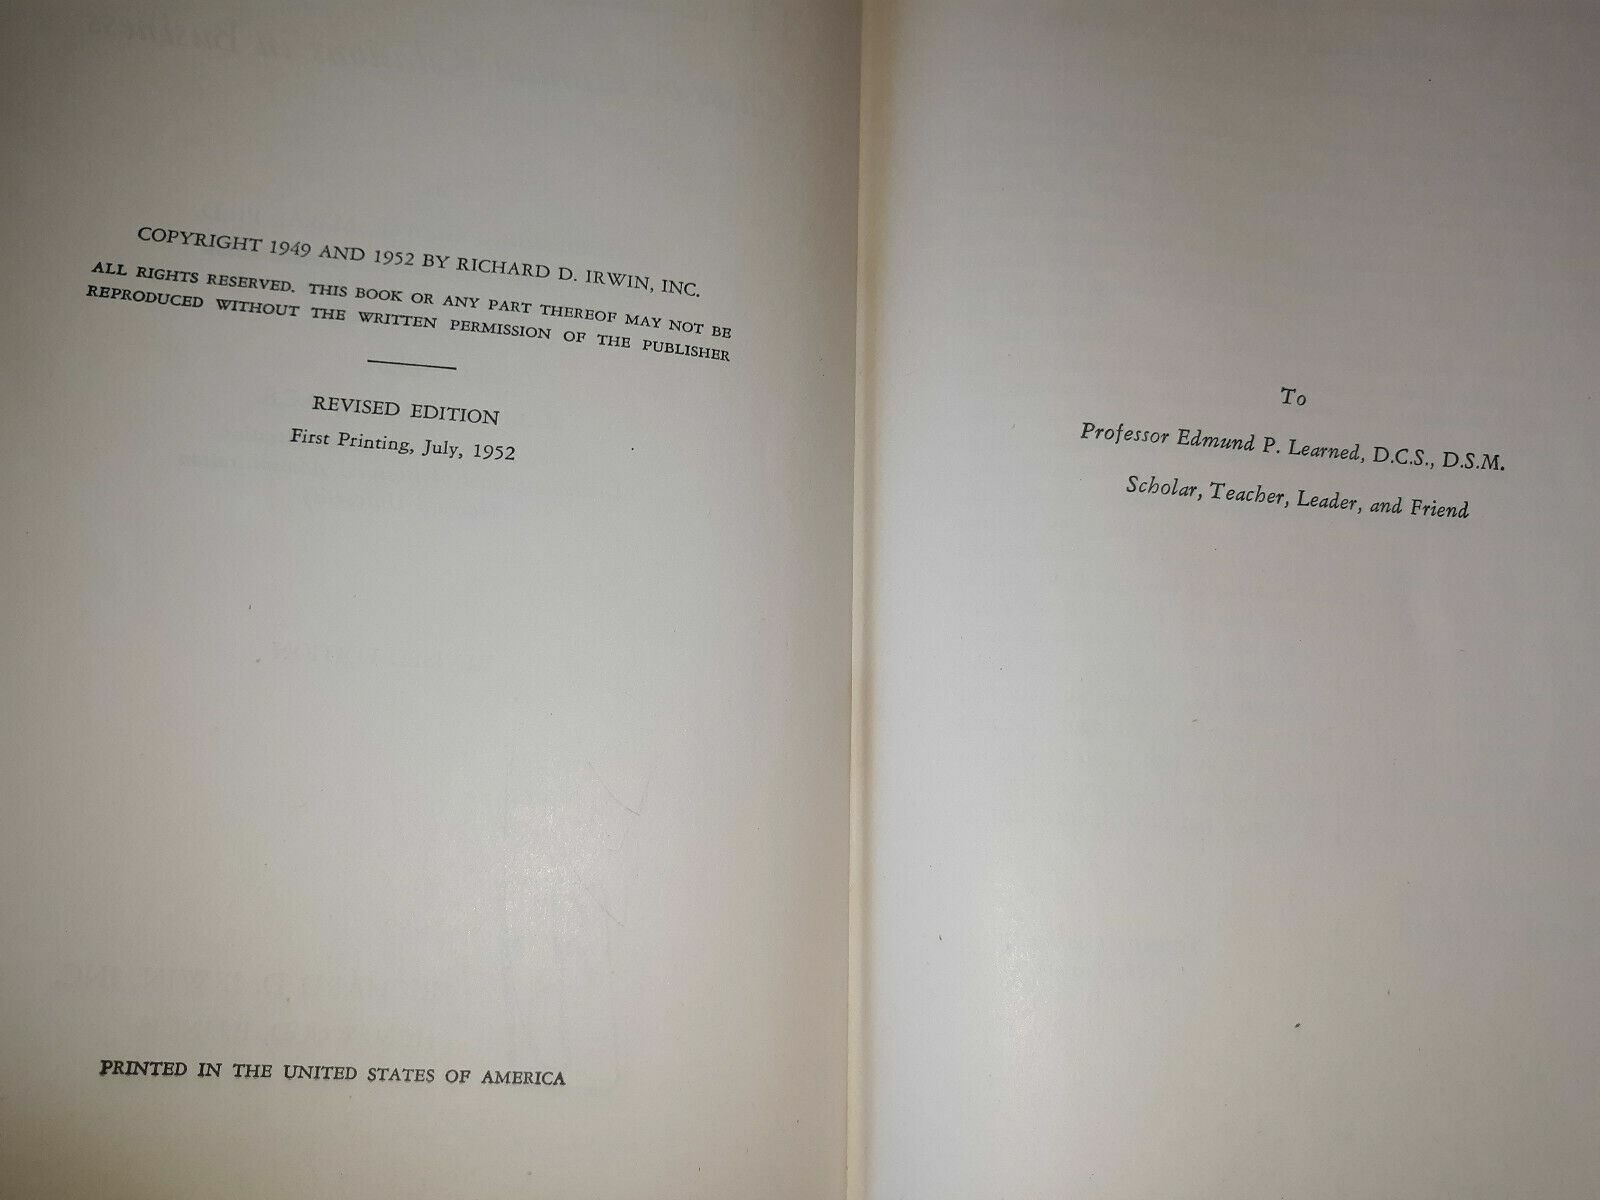 COPYRIGHT 1949 AND 1952 BY RICHARD D. IRWIN, INC.
ALL RIGHTS RESERVED. THIS BOOK OR ANY PART THEREOF MAY NOT BE
REPRODUCED WITHOUT THE WRITTEN PERMISSION OF THE PUBLISHER
REVISED EDITION
First Printing, July, 1952
PRINTED IN THE UNITED STATES OF AMERICA
To
Professor Edmund P. Learned, D.C.S., D.S.M.
Scholar, Teacher, Leader, and Friend